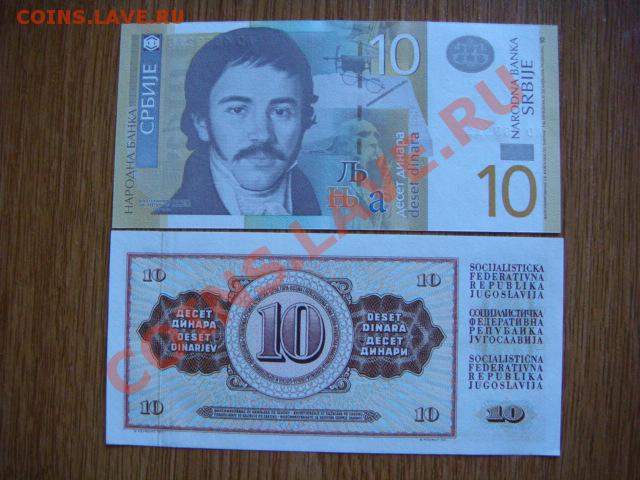 COINS.LAVE.RU
НАРОДНА БАНКА
СРБИЈЕ
10
NARODNA BANKA
SRBIJE
10
десет динара
deset dinara
Љ
a
10
10
SOCIJALISTIČKA
FEDERATIVNA
REPUBLIKA
JUGOSLAVIJA
СОЦИЈАЛИСТИЧКА
ФЕДЕРАТИВНА
РЕПУБЛИКА
ЈУГОСЛАВИЈА
SOCIALISTIČNA
FEDERATIVNA
REPUBLIKA
JUGOSLAVIJA
ДЕСЕТ
ДИНАРА
DESET
DINARJEV
10
DESET
DINARA
ДЕСЕТ
ДИНАРИ
10
10
10
COINS.LAVE.RU